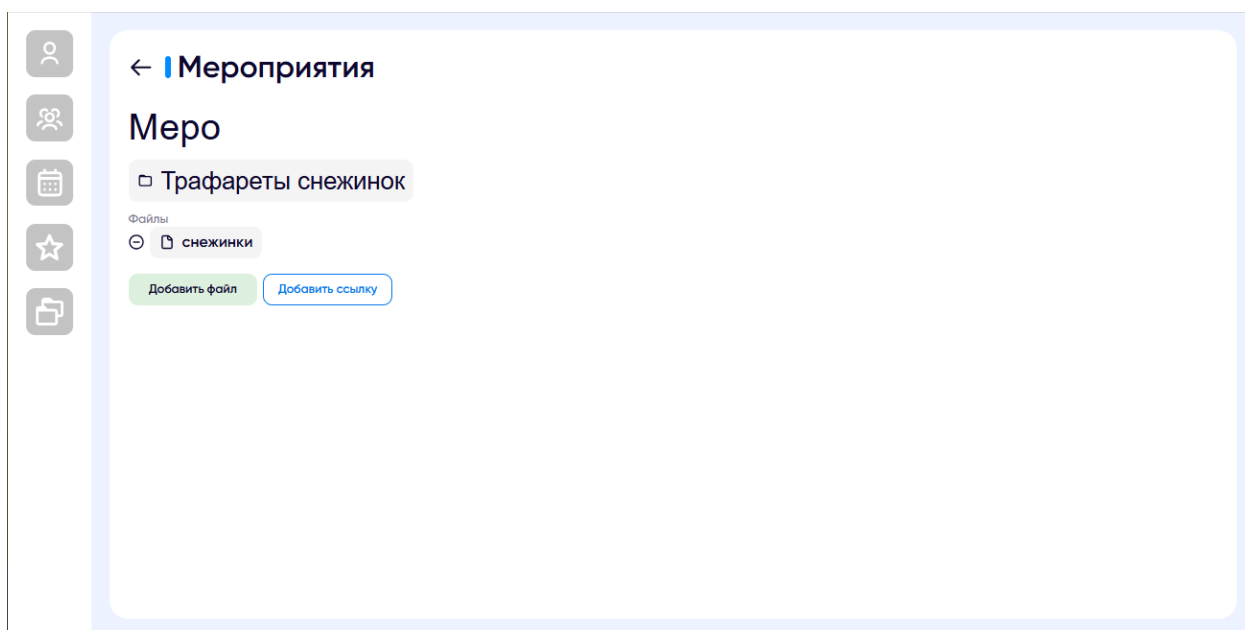 Мероприятия
Меро
Трафареты снежинок
Файлы
снежинки
Добавить файл
Добавить ссылку